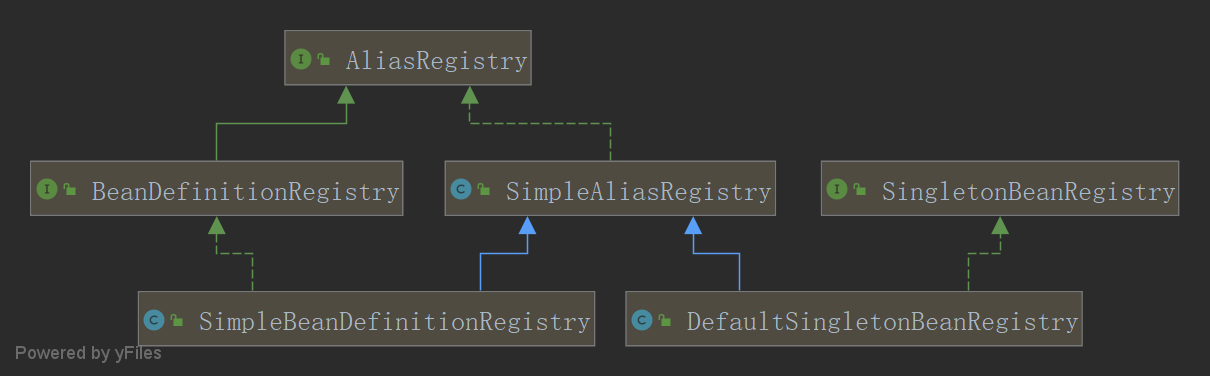 I AliasRegistry
I BeanDefinitionRegistry
C SimpleAliasRegistry
I SingletonBeanRegistry
C SimpleBeanDefinitionRegistry
C DefaultSingletonBeanRegistry
Powered by yFiles